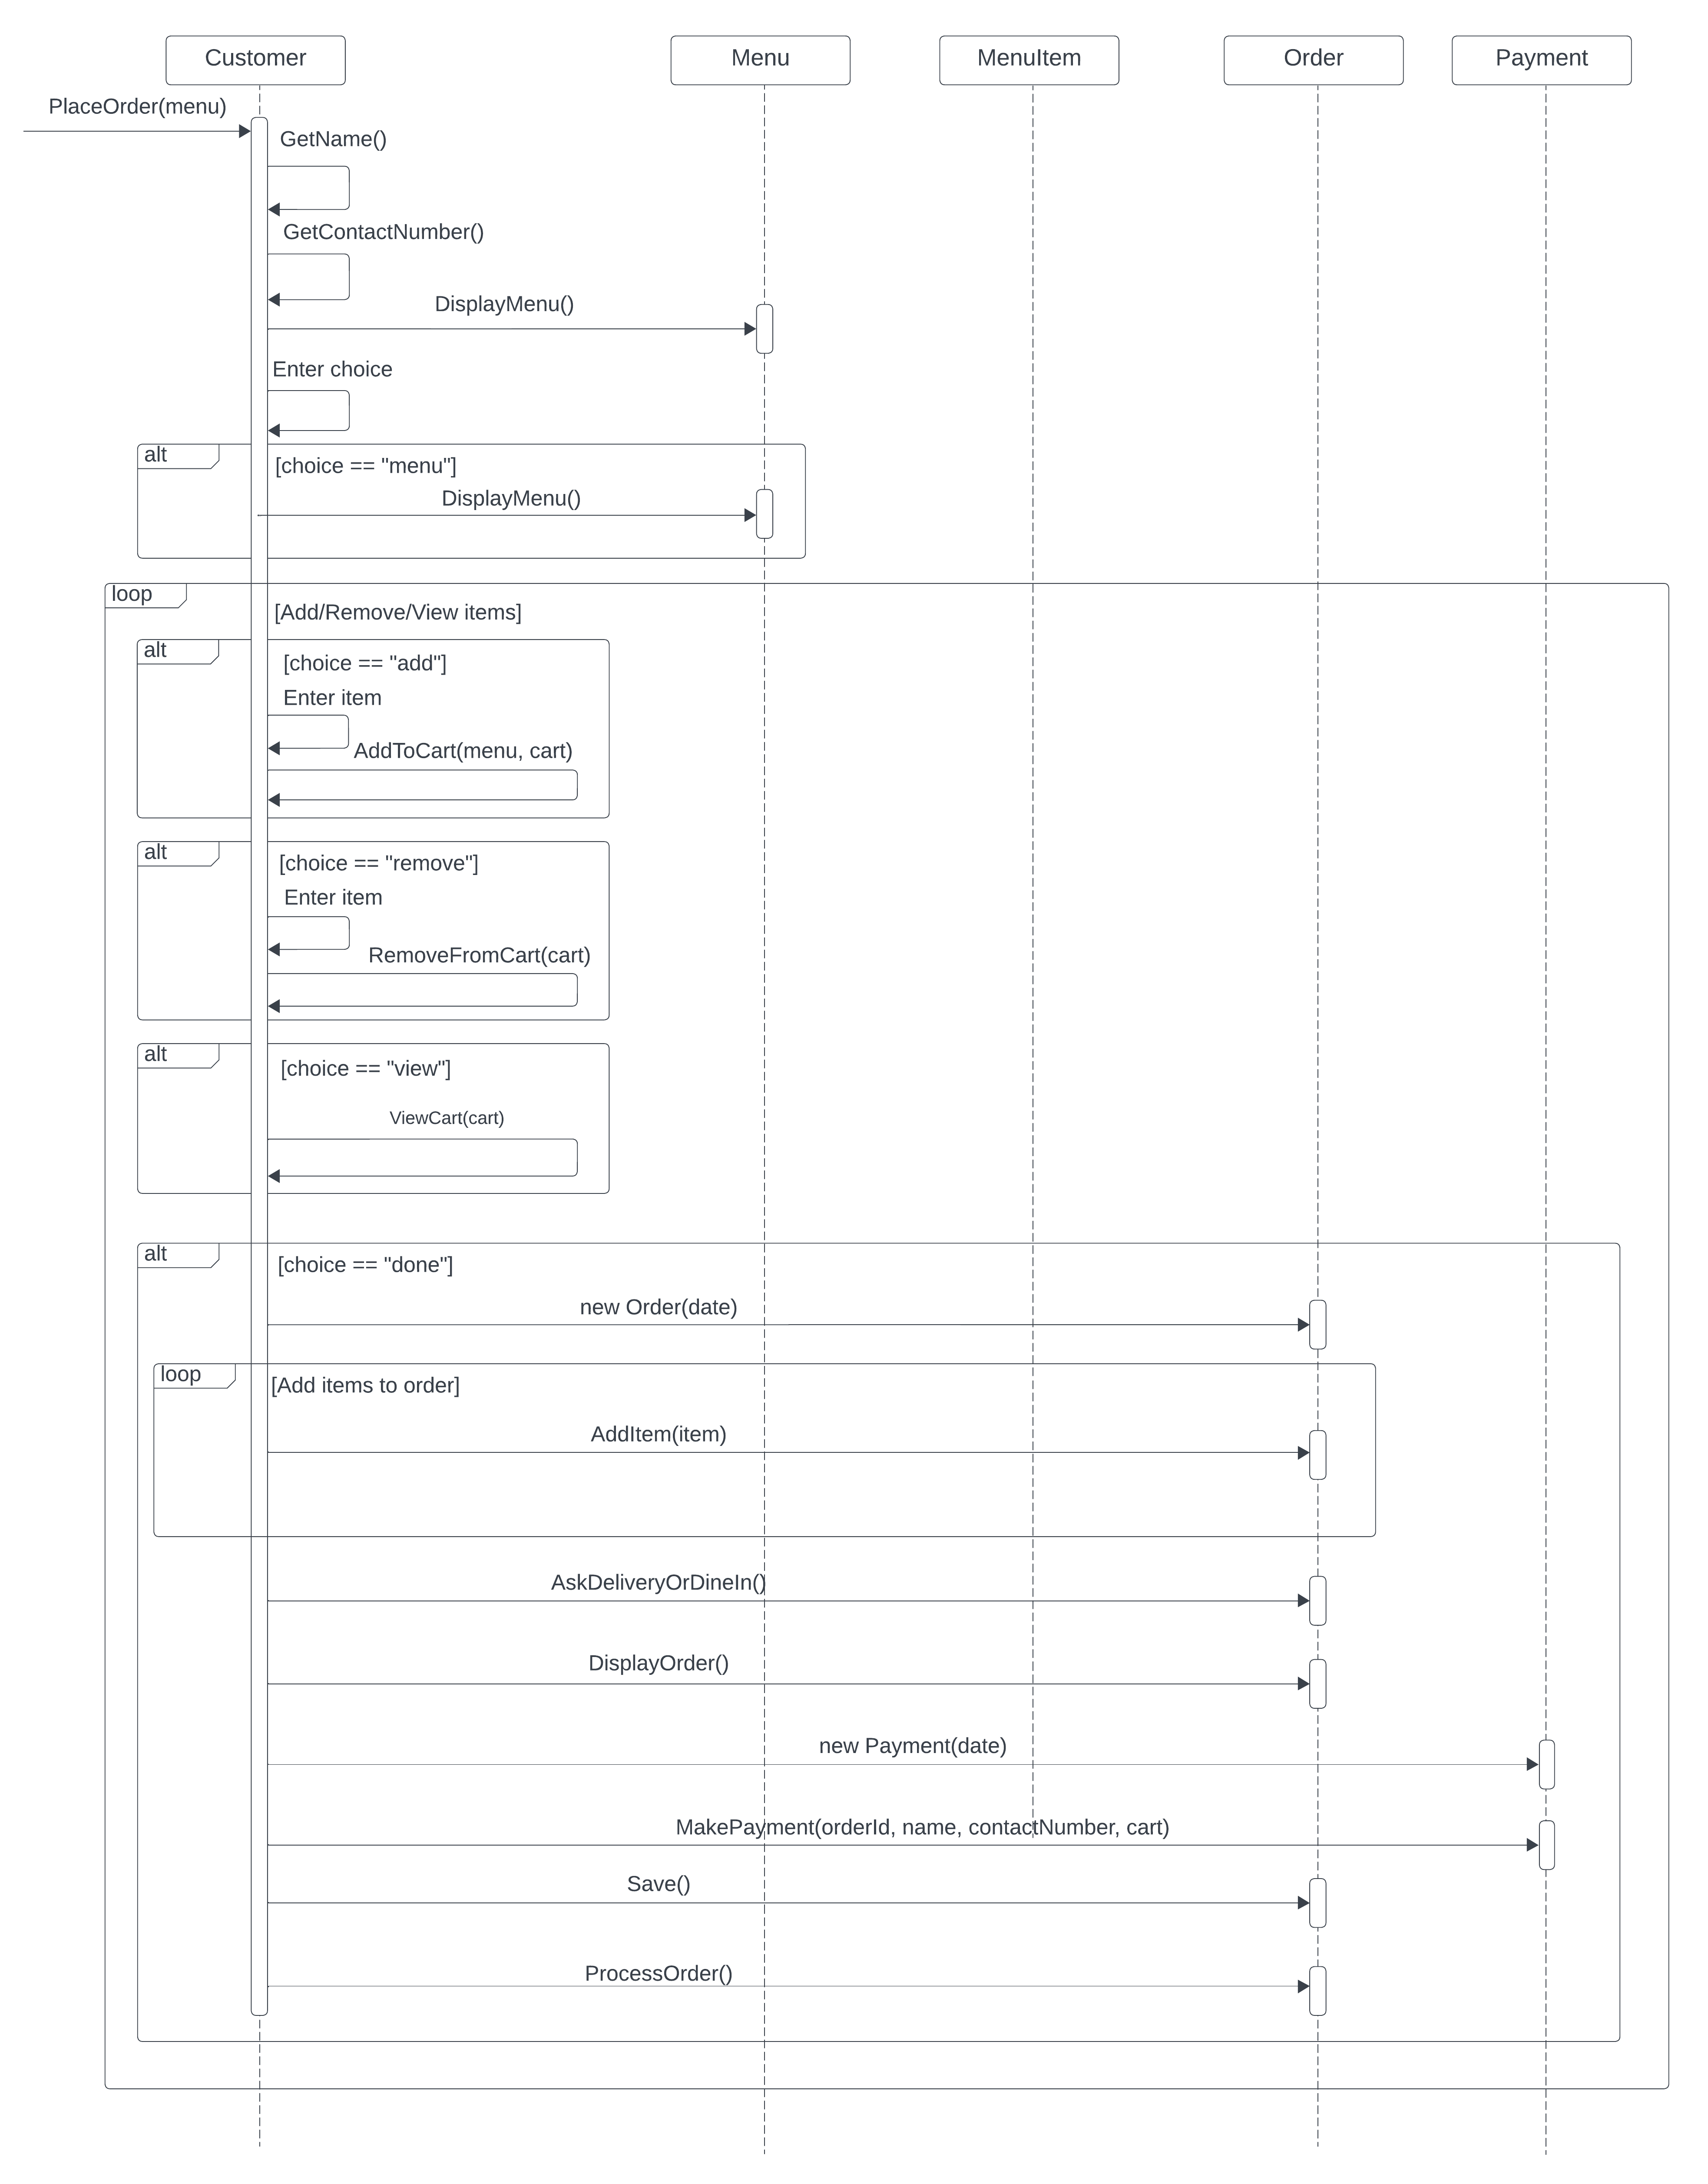 Customer
Menu
MenuItem
Order
Payment
PlaceOrder(menu)
GetName()
GetContactNumber()
DisplayMenu()
Enter choice
alt
[choice == "menu"]
DisplayMenu()
loop
[Add/Remove/View items]
alt
[choice == "add"]
Enter item
AddToCart(menu, cart)
alt
[choice == "remove"]
Enter item
RemoveFromCart(cart)
alt
[choice == "view"]
ViewCart(cart)
alt
[choice == "done"]
new Order(date)
loop
[Add items to order]
AddItem(item)
AskDeliveryOrDineIn()
DisplayOrder()
new Payment(date)
MakePayment(orderId, name, contactNumber, cart)
Save()
ProcessOrder()